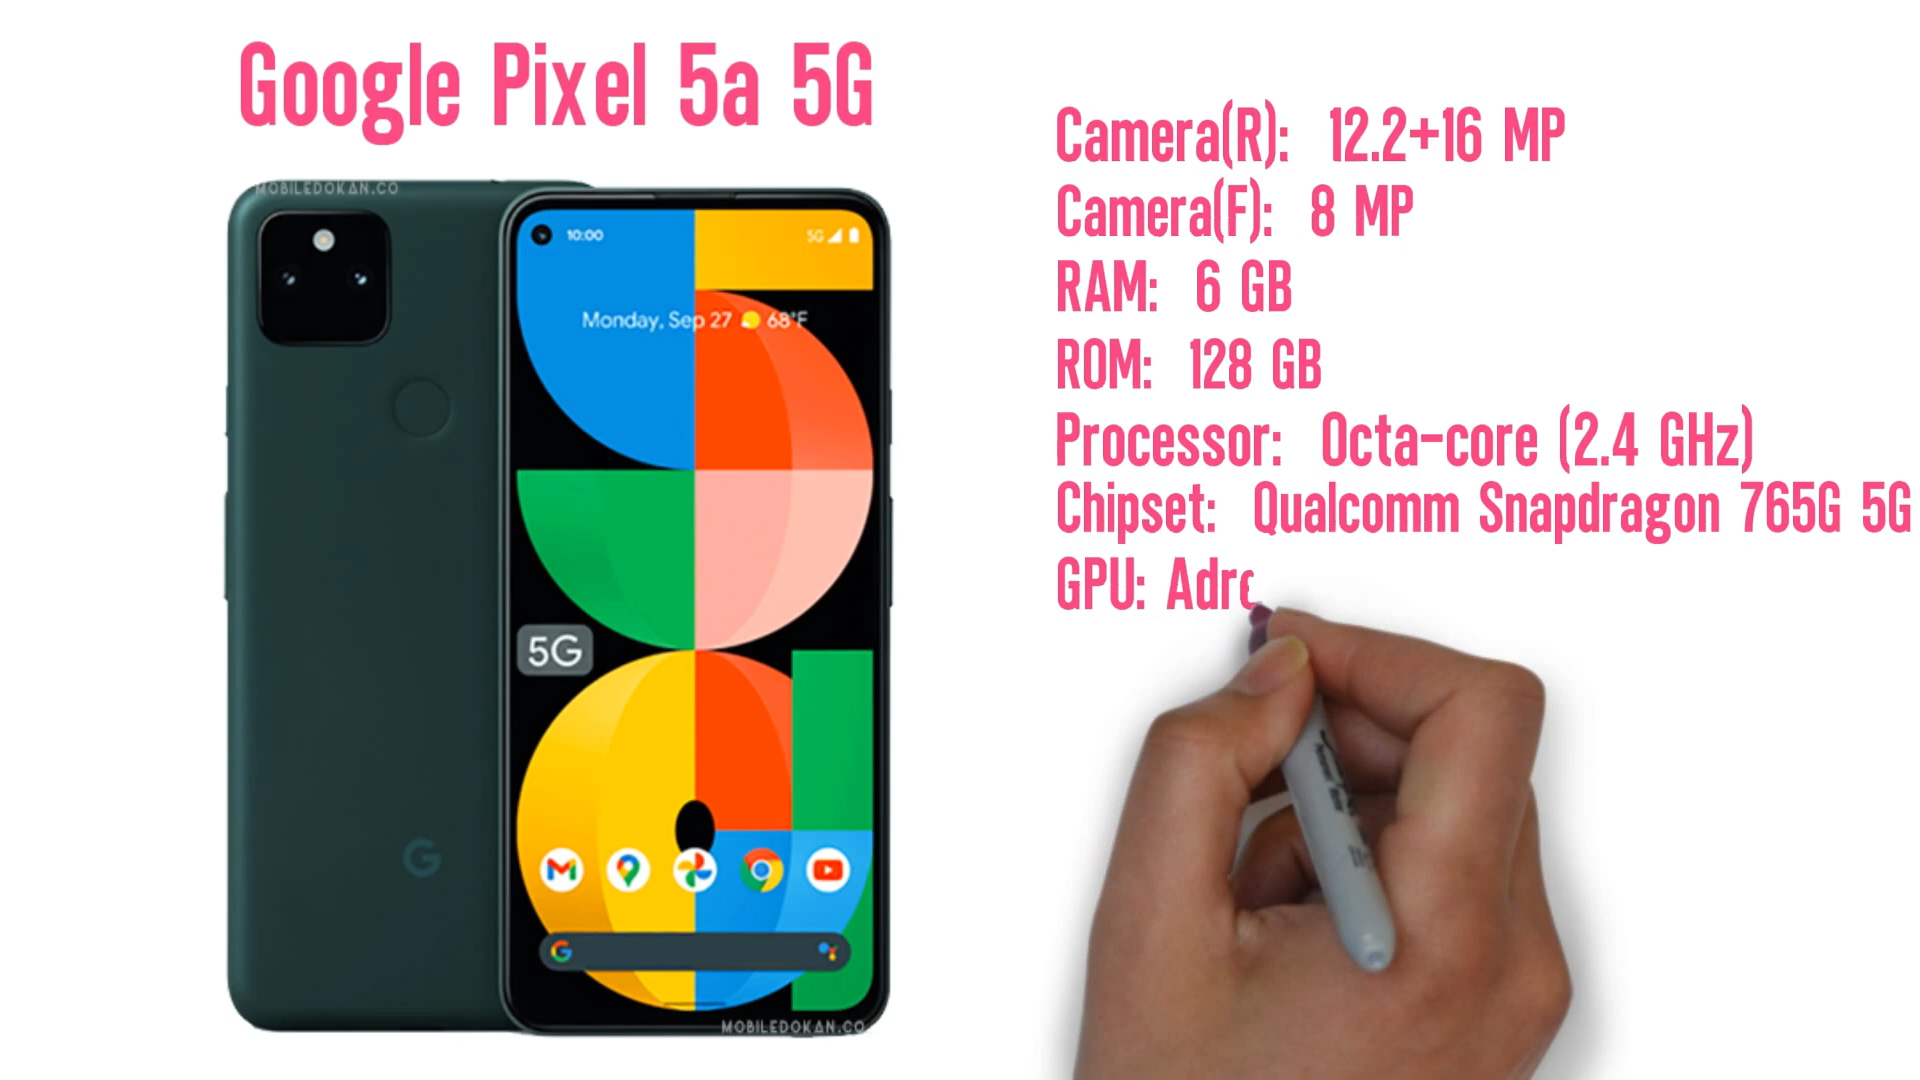 Google Pixel 5a 5G
MOBILEDOKAN.CO
10:00
5G
Monday, Sep 27 68°F
5G
MOBILEDOKAN.CO
Camera(R): 12.2+16 MP
Camera(F): 8 MP
RAM: 6 GB
ROM: 128 GB
Processor: Octa-core (2.4 GHz)
Chipset: Qualcomm Snapdragon 765G 5G
GPU: Adr